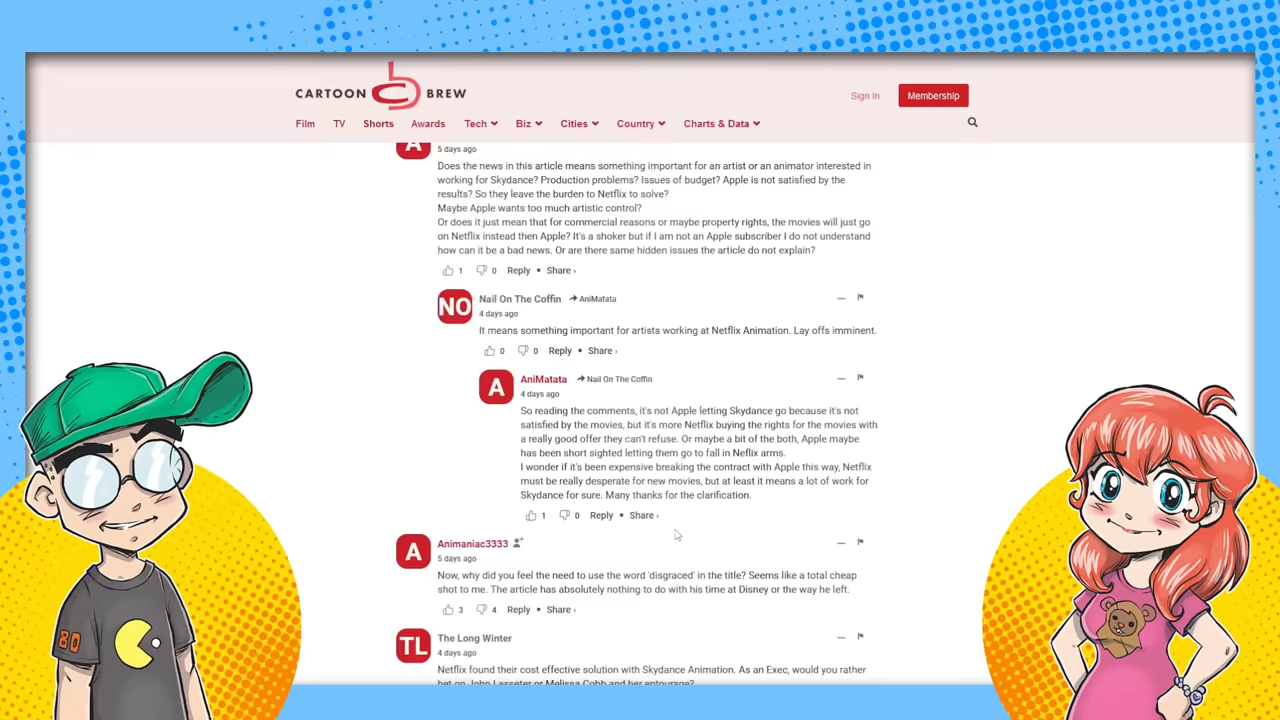 CARTOON BREW
Sign In
Membership
Film TV Shorts Awards Tech Biz Cities Country Charts & Data
A
5 days ago
Does the news in this article means something important for an artist or an animator interested in
working for Skydance? Production problems? Issues of budget? Apple is not satisfied by the
results? So they leave the burden to Netflix to solve?
Maybe Apple wants too much artistic control?
Or does it just mean that for commercial reasons or maybe property rights, the movies will just go
on Netflix instead then Apple? It's a shoker but if I am not an Apple subscriber I do not understand
how can it be a bad news. Or are there same hidden issues the article do not explain?
1 0 Reply • Share ›
NO
Nail On The Coffin AniMatata
4 days ago
It means something important for artists working at Netflix Animation. Lay offs imminent.
0 0 Reply • Share ›
A
AniMatata Nail On The Coffin
4 days ago
So reading the comments, it's not Apple letting Skydance go because it's not
satisfied by the movies, but it's more Netflix buying the rights for the movies with
a really good offer they can't refuse. Or maybe a bit of the both, Apple maybe
has been short sighted letting them go to fall in Neflix arms.
I wonder if it's been expensive breaking the contract with Apple this way, Netflix
must be really desperate for new movies, but at least it means a lot of work for
Skydance for sure. Many thanks for the clarification.
1 0 Reply • Share ›
A
Animaniac3333
5 days ago
Now, why did you feel the need to use the word 'disgraced' in the title? Seems like a total cheap
shot to me. The article has absolutely nothing to do with his time at Disney or the way he left.
3 4 Reply • Share ›
TL
The Long Winter
4 days ago
Netflix found their cost effective solution with Skydance Animation. As an Exec, would you rather
bet on John Lasseter or Melissa Cobb and her entourage?
80